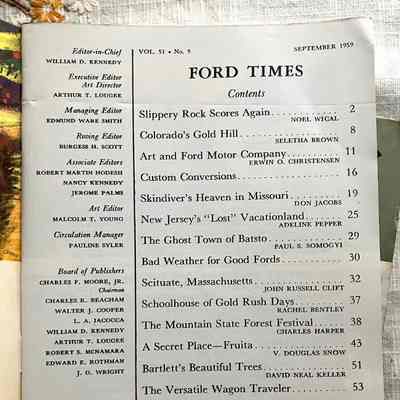 Editor-in-Chief
WILLIAM D. KENNEDY
Executive Editor
Art Director
ARTHUR T. LOUGEE
Managing Editor
EDMUND WARE SMITH
Roving Editor
BURGESS H. SCOTT
Associate Editors
ROBERT MARTIN HODESH
NANCY KENNEDY
JEROME PALMS
Art Editor
MALCOLM T. YOUNG
Circulation Manager
PAULINE SYLER
Board of Publishers
CHARLES F. MOORE, JR.
Chairman
CHARLES R. BEACHAM
WALTER J. COOPER
L. A. IACOCCA
WILLIAM D. KENNEDY
ARTHUR T. LOUGEE
ROBERT S. MCNAMARA
EDWARD E. ROTHMAN
J. O. WRIGHT
VOL. 51 • No. 9 SEPTEMBER 1959
FORD TIMES
Contents
Slippery Rock Scores Again 2
NOEL WICAL
Colorado's Gold Hill 8
SELETHA BROWN
Art and Ford Motor Company 11
ERWIN O. CHRISTENSEN
Custom Conversions 16
Skindiver's Heaven in Missouri 19
DON JACOBS
New Jersey's "Lost" Vacationland 25
ADELINE PEPPER
The Ghost Town of Batsto 29
PAUL S. SOMOGYI
Bad Weather for Good Fords 30
Scituate, Massachusetts 32
JOHN RUSSELL CLIFT
Schoolhouse of Gold Rush Days 37
RACHEL BENTLEY
The Mountain State Forest Festival 38
CHARLES HARPER
A Secret Place—Fruita 43
V. DOUGLAS SNOW
Bartlett's Beautiful Trees 51
DAVID NEAL KELLER
The Versatile Wagon Traveler 53